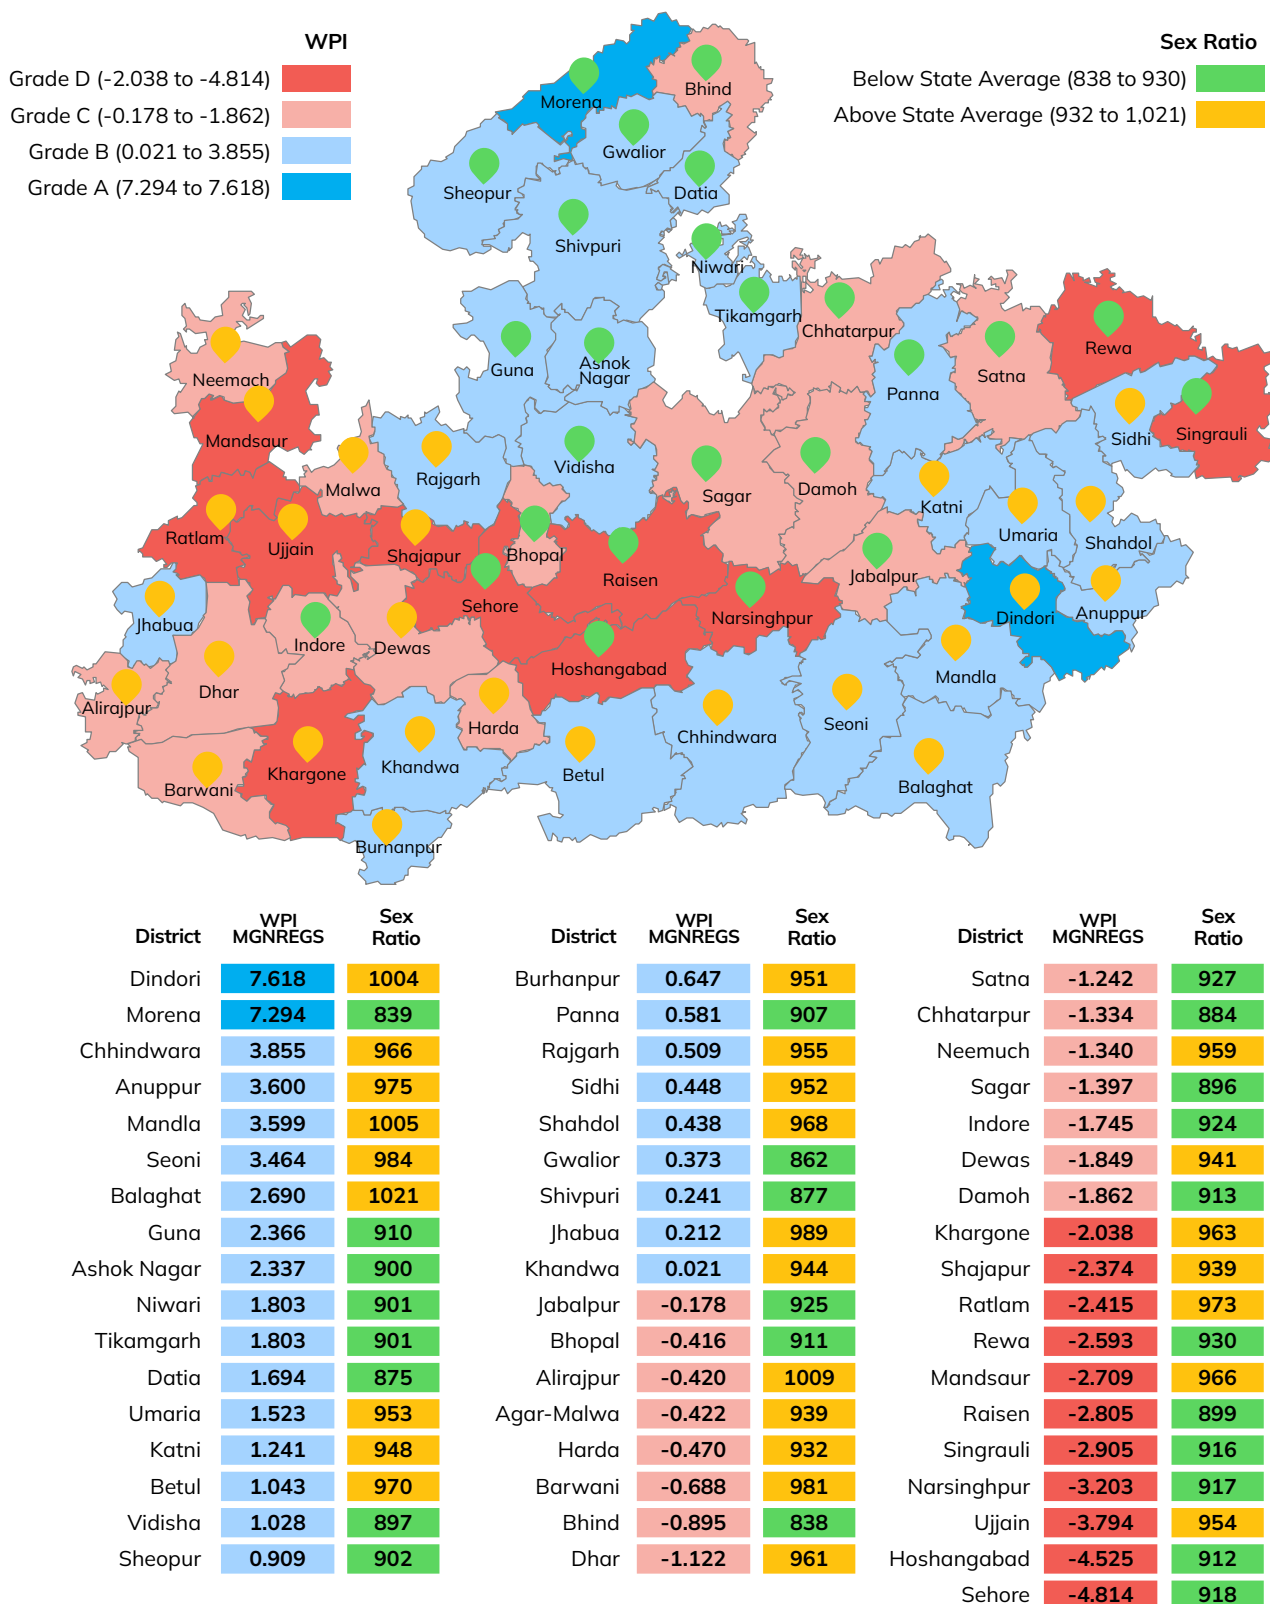 WPI
Grade D (-2.038 to -4.814)
Grade C (-0.178 to -1.862)
Grade B (0.021 to 3.855)
Grade A (7.294 to 7.618)
Sex Ratio
Below State Average (838 to 930)
Above State Average (932 to 1,021)
Morena
Bhind
Gwalior
Sheopur
Datia
Shivpuri
Niwari
Tikamgarh
Chhatarpur
Rewa
Guna
Ashok
Nagar
Neemach
Satna
Panna
Mandsaur
Sidhi
Singrauli
Vidisha
Rajgarh
Malwa
Sagar
Damoh
Katni
Ratlam
Ujjain
Shajapur
Bhopal
Umaria
Shahdol
Raisen
Jabalpur
Sehore
Narsinghpur
Dindori
Anuppur
Jhabua
Indore
Dewas
Hoshangabad
Mandla
Dhar
Alirajpur
Harda
Seoni
Chhindwara
Khargone
Khandwa
Betul
Balaghat
Barwani
Burhanpur
District WPI MGNREGS Sex Ratio
Dindori 7.618 1004
Morena 7.294 839
Chhindwara 3.855 966
Anuppur 3.600 975
Mandla 3.599 1005
Seoni 3.464 984
Balaghat 2.690 1021
Guna 2.366 910
Ashok Nagar 2.337 900
Niwari 1.803 901
Tikamgarh 1.803 901
Datia 1.694 875
Umaria 1.523 953
Katni 1.241 948
Betul 1.043 970
Vidisha 1.028 897
Sheopur 0.909 902
District WPI MGNREGS Sex Ratio
Burhanpur 0.647 951
Panna 0.581 907
Rajgarh 0.509 955
Sidhi 0.448 952
Shahdol 0.438 968
Gwalior 0.373 862
Shivpuri 0.241 877
Jhabua 0.212 989
Khandwa 0.021 944
Jabalpur -0.178 925
Bhopal -0.416 911
Alirajpur -0.420 1009
Agar-Malwa -0.422 939
Harda -0.470 932
Barwani -0.688 981
Bhind -0.895 838
Dhar -1.122 961
District WPI MGNREGS Sex Ratio
Satna -1.242 927
Chhatarpur -1.334 884
Neemuch -1.340 959
Sagar -1.397 896
Indore -1.745 924
Dewas -1.849 941
Damoh -1.862 913
Khargone -2.038 963
Shajapur -2.374 939
Ratlam -2.415 973
Rewa -2.593 930
Mandsaur -2.709 966
Raisen -2.805 899
Singrauli -2.905 916
Narsinghpur -3.203 917
Ujjain -3.794 954
Hoshangabad -4.525 912
Sehore -4.814 918